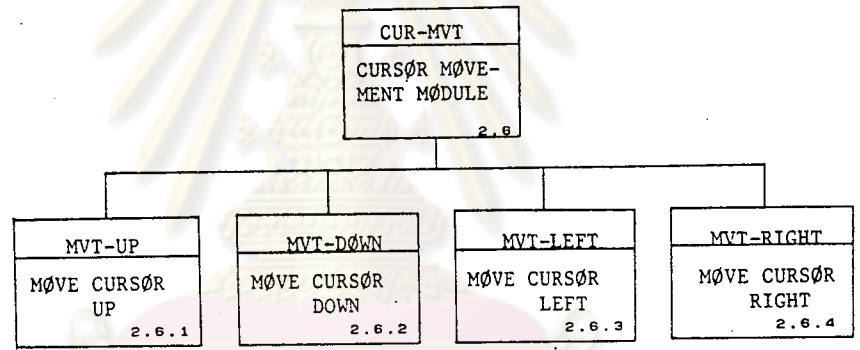 CUR-MVT
CURSØR MØVE-
MENT MØDULE
2.6
MVT-UP
MØVE CURSØR
UP
2.6.1
MVT-DØWN
MØVE CURSØR
DOWN
2.6.2
MVT-LEFT
MØVE CURSØR
LEFT
2.6.3
MVT-RIGHT
MØVE CURSØR
RIGHT
2.6.4